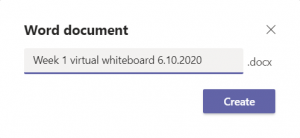 Word document
Week 1 virtual whiteboard 6.10.2020
.docx
Create